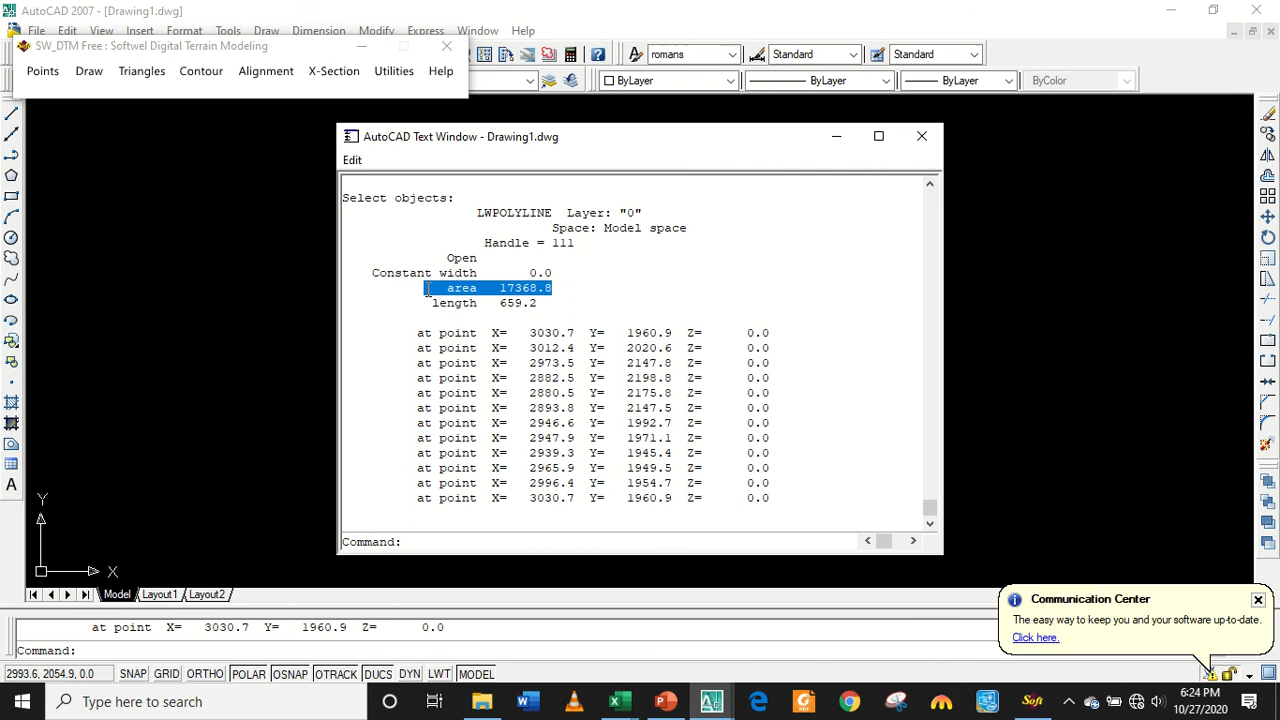 AutoCAD 2007 - [Drawing1.dwg]
File Edit View Insert Format Tools Draw Dimension Modify Express Window Help
SW_DTM Free : Softwel Digital Terrain Modeling
romans Standard Standard
Points Draw Triangles Contour Alignment X-Section Utilities Help
ByLayer ByLayer ByLayer ByColor
AutoCAD Text Window - Drawing1.dwg
Edit
Select objects:
LWPOLYLINE Layer: "0"
Space: Model space
Handle = 111
Open
Constant width 0.0
area 17368.8
length 659.2
at point X= 3030.7 Y= 1960.9 Z= 0.0
at point X= 3012.4 Y= 2020.6 Z= 0.0
at point X= 2973.5 Y= 2147.8 Z= 0.0
at point X= 2882.5 Y= 2198.8 Z= 0.0
at point X= 2880.5 Y= 2175.8 Z= 0.0
at point X= 2893.8 Y= 2147.5 Z= 0.0
at point X= 2946.6 Y= 1992.7 Z= 0.0
at point X= 2947.9 Y= 1971.1 Z= 0.0
at point X= 2939.3 Y= 1945.4 Z= 0.0
at point X= 2965.9 Y= 1949.5 Z= 0.0
at point X= 2996.4 Y= 1954.7 Z= 0.0
at point X= 3030.7 Y= 1960.9 Z= 0.0
Command:
Y
X
Model Layout1 Layout2
Communication Center
The easy way to keep you and your software up-to-date.
Click here.
at point X= 3030.7 Y= 1960.9 Z= 0.0
Command:
2993.6, 2054.9, 0.0 SNAP GRID ORTHO POLAR OSNAP OTRACK DUCS DYN LWT MODEL
Type here to search
Soft
6:24 PM
10/27/2020